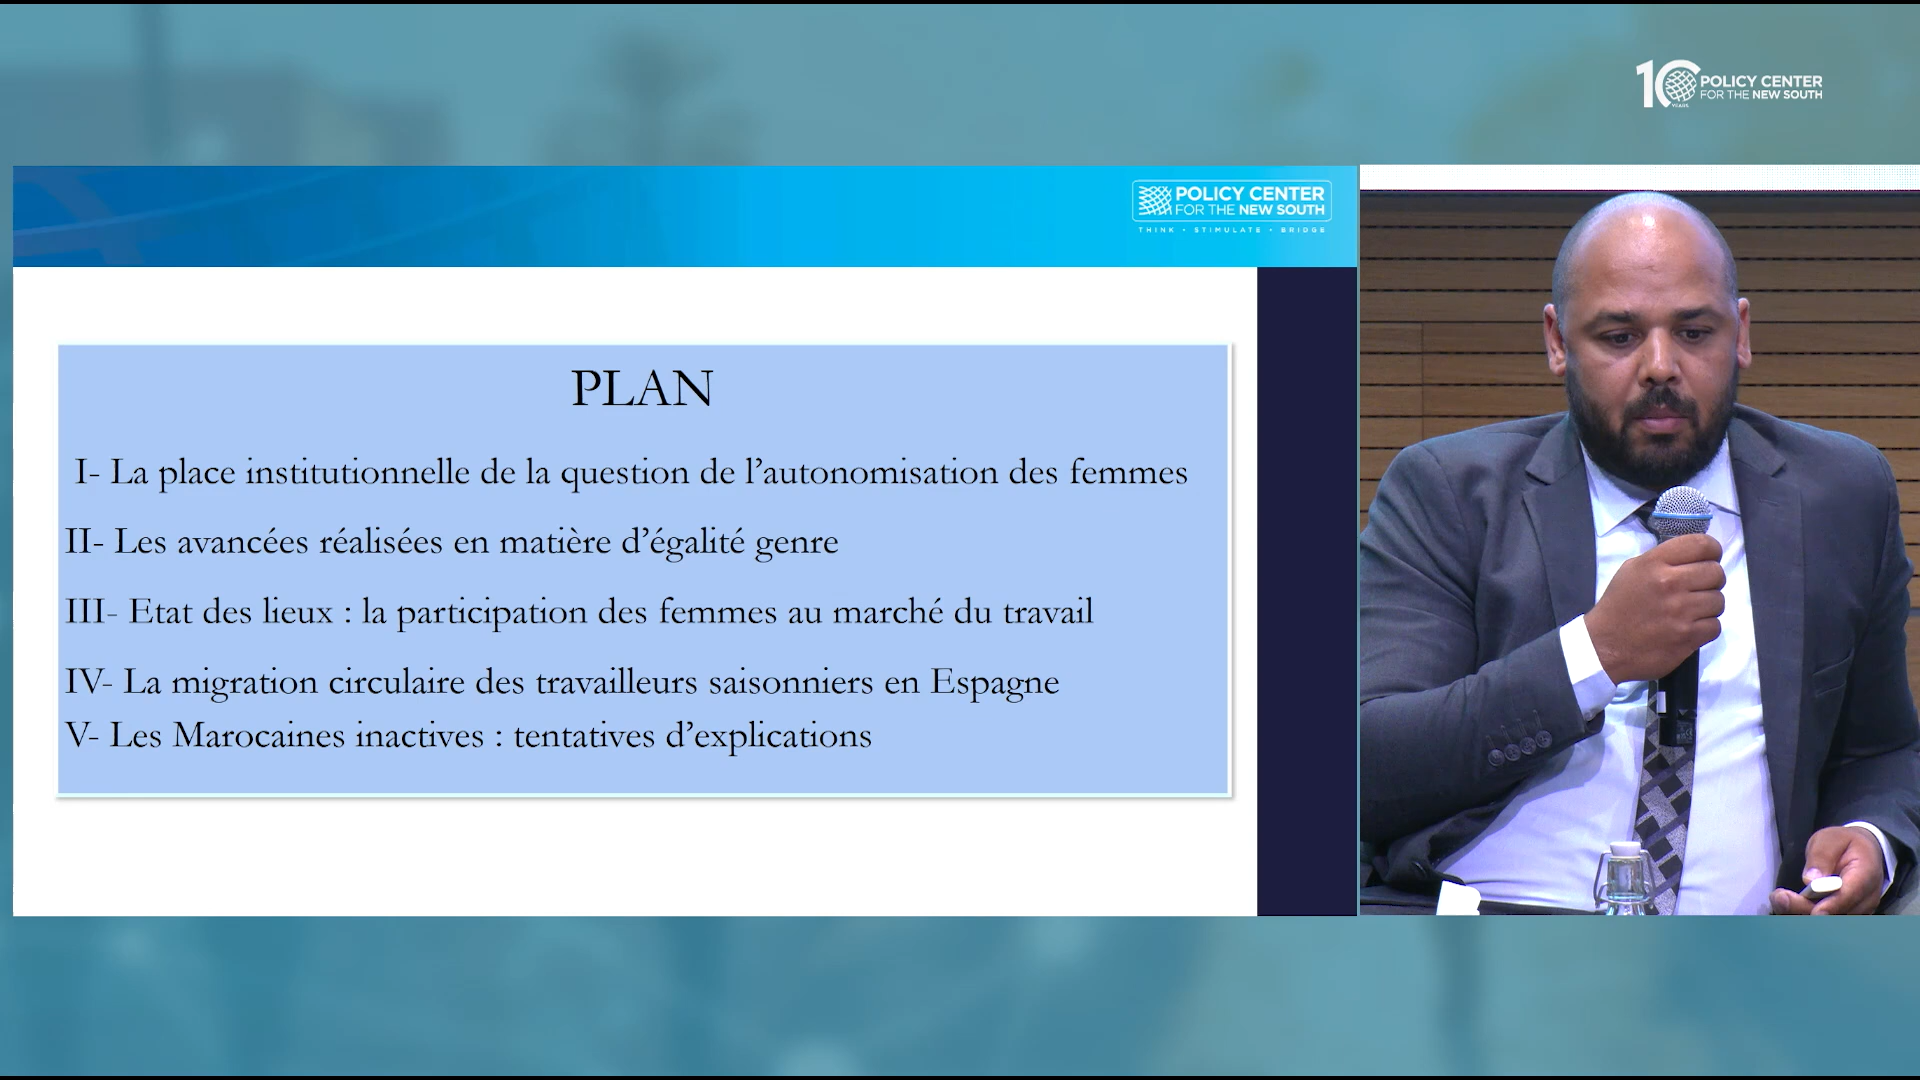 10 YEARS
POLICY CENTER
FOR THE NEW SOUTH
POLICY CENTER
FOR THE NEW SOUTH
THINK • STIMULATE • BRIDGE
PLAN
I- La place institutionnelle de la question de l’autonomisation des femmes
II- Les avancées réalisées en matière d’égalité genre
III- Etat des lieux : la participation des femmes au marché du travail
IV- La migration circulaire des travailleurs saisonniers en Espagne
V- Les Marocaines inactives : tentatives d’explications